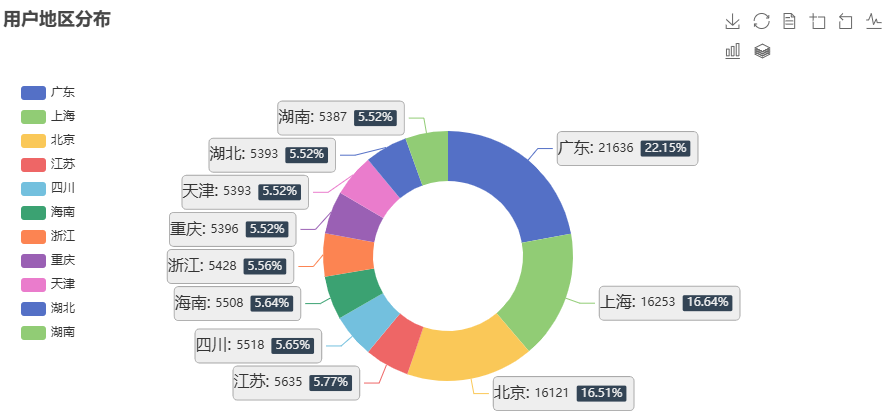 用户地区分布
广东
上海
北京
江苏
四川
海南
浙江
重庆
天津
湖北
湖南
湖南: 5387 5.52%
广东: 21636 22.15%
湖北: 5393 5.52%
天津: 5393 5.52%
重庆: 5396 5.52%
浙江: 5428 5.56%
海南: 5508 5.64%
上海: 16253 16.64%
四川: 5518 5.65%
江苏: 5635 5.77%
北京: 16121 16.51%